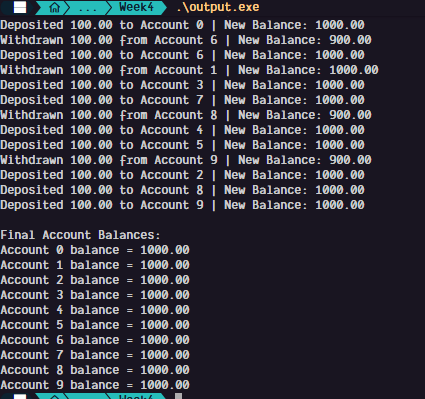 ... Week4 .\output.exe
Deposited 100.00 to Account 0 | New Balance: 1000.00
Withdrawn 100.00 from Account 6 | New Balance: 900.00
Deposited 100.00 to Account 6 | New Balance: 1000.00
Withdrawn 100.00 from Account 1 | New Balance: 1000.00
Deposited 100.00 to Account 3 | New Balance: 1000.00
Deposited 100.00 to Account 7 | New Balance: 1000.00
Withdrawn 100.00 from Account 8 | New Balance: 900.00
Deposited 100.00 to Account 4 | New Balance: 1000.00
Deposited 100.00 to Account 5 | New Balance: 1000.00
Withdrawn 100.00 from Account 9 | New Balance: 900.00
Deposited 100.00 to Account 2 | New Balance: 1000.00
Deposited 100.00 to Account 8 | New Balance: 1000.00
Deposited 100.00 to Account 9 | New Balance: 1000.00
Final Account Balances:
Account 0 balance = 1000.00
Account 1 balance = 1000.00
Account 2 balance = 1000.00
Account 3 balance = 1000.00
Account 4 balance = 1000.00
Account 5 balance = 1000.00
Account 6 balance = 1000.00
Account 7 balance = 1000.00
Account 8 balance = 1000.00
Account 9 balance = 1000.00
Week4